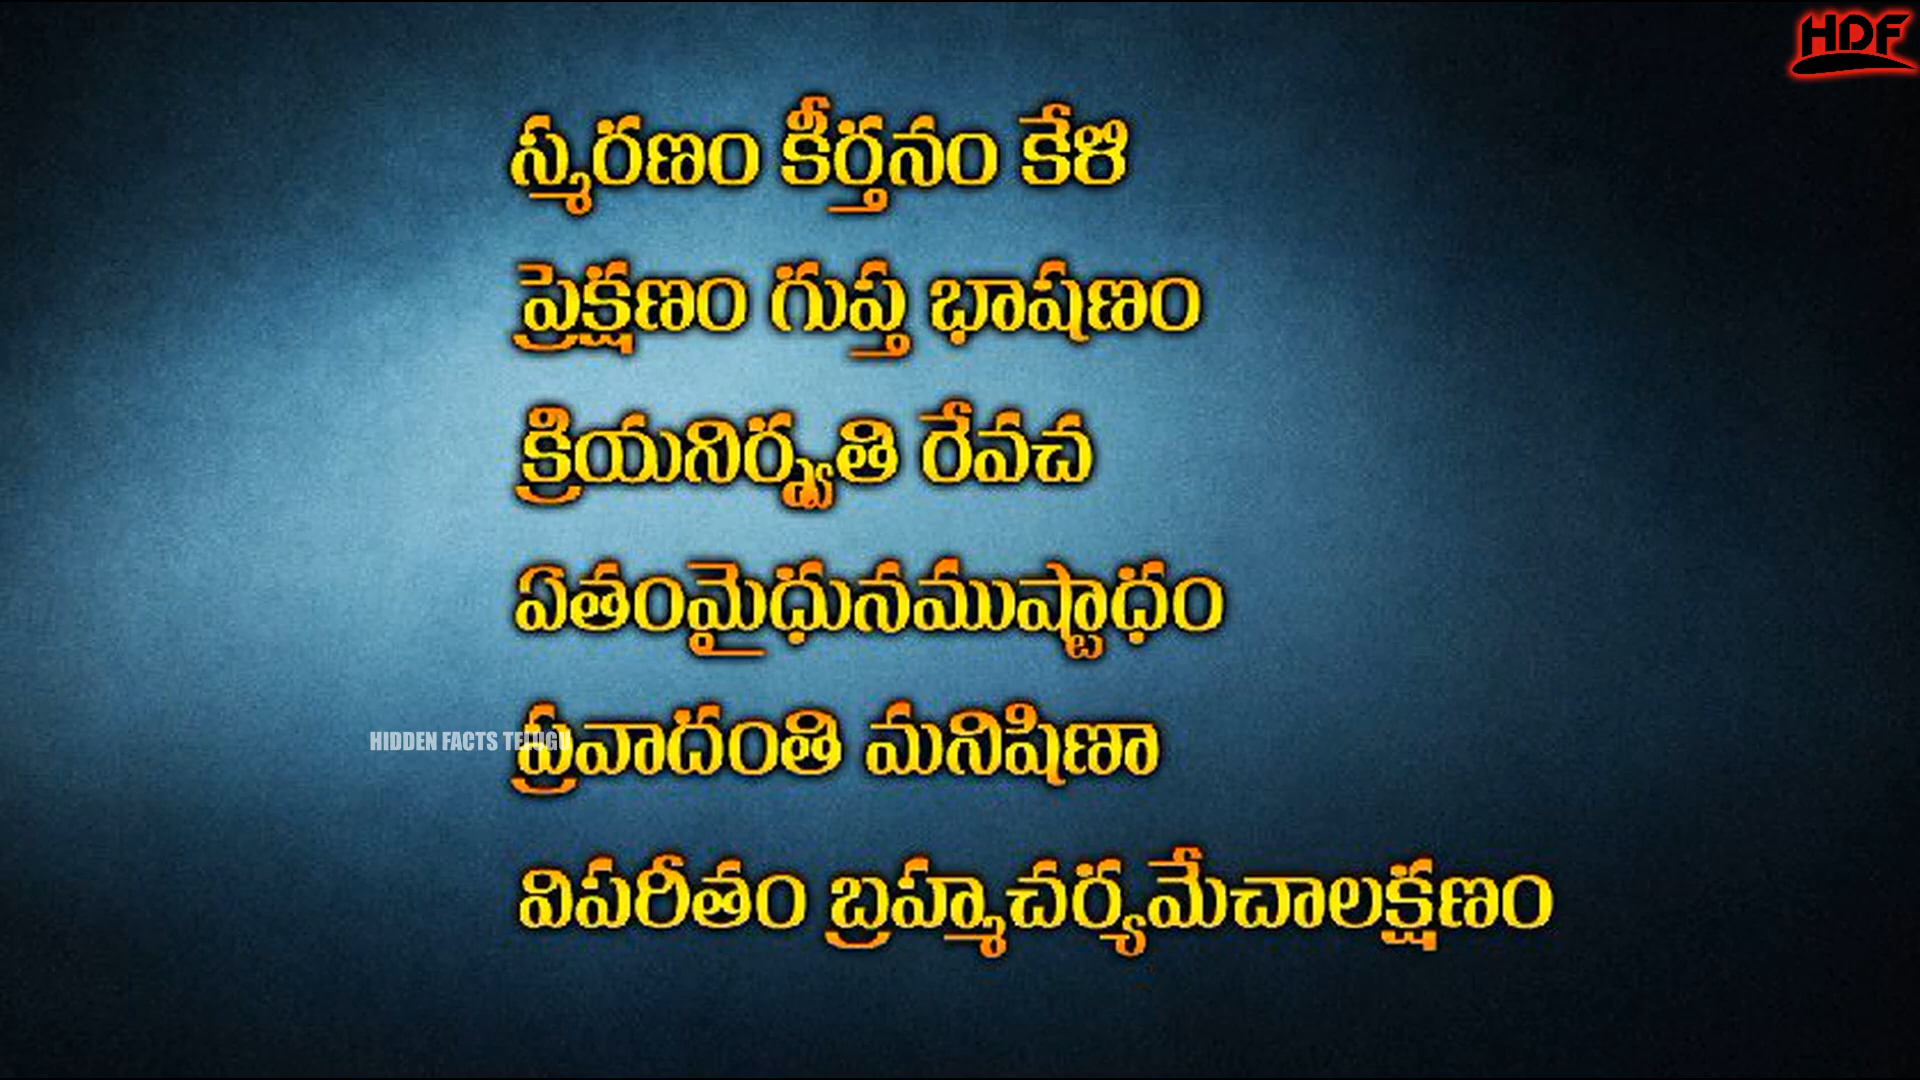 HDF
స్మరణం కీర్తనం కేళి
ప్రెక్షణం గుప్త భాషణం
క్రియనిర్వృతి రేవచ
ఏతంమైధునముష్టాధం
HIDDEN FACTS TELUGU
ప్రవాదంతి మనిషిణా
విపరీతం బ్రహ్మచర్యమేచాలక్షణం